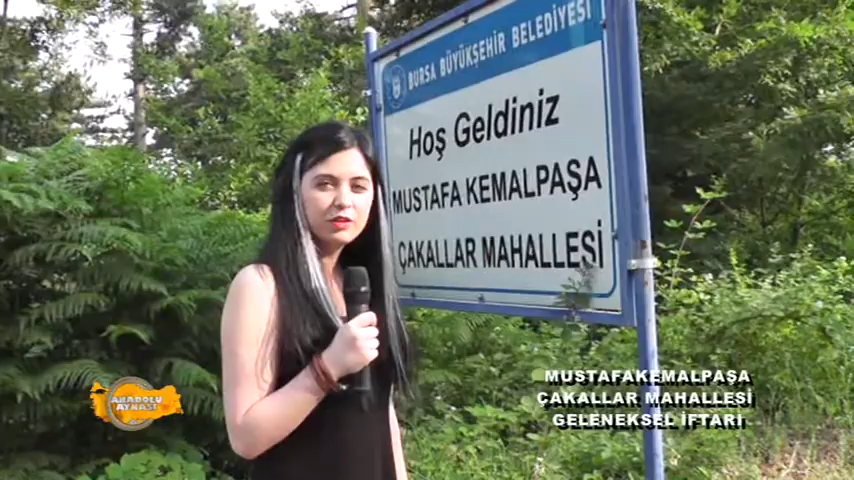 BURSA BÜYÜKŞEHİR BELEDİYESİ
Hoş Geldiniz
MUSTAFA KEMALPAŞA
ÇAKALLAR MAHALLESİ
MUSTAFAKEMALPAŞA
ÇAKALLAR MAHALLESİ
GELENEKSEL İFTARI
ANADOLU
AYNASI